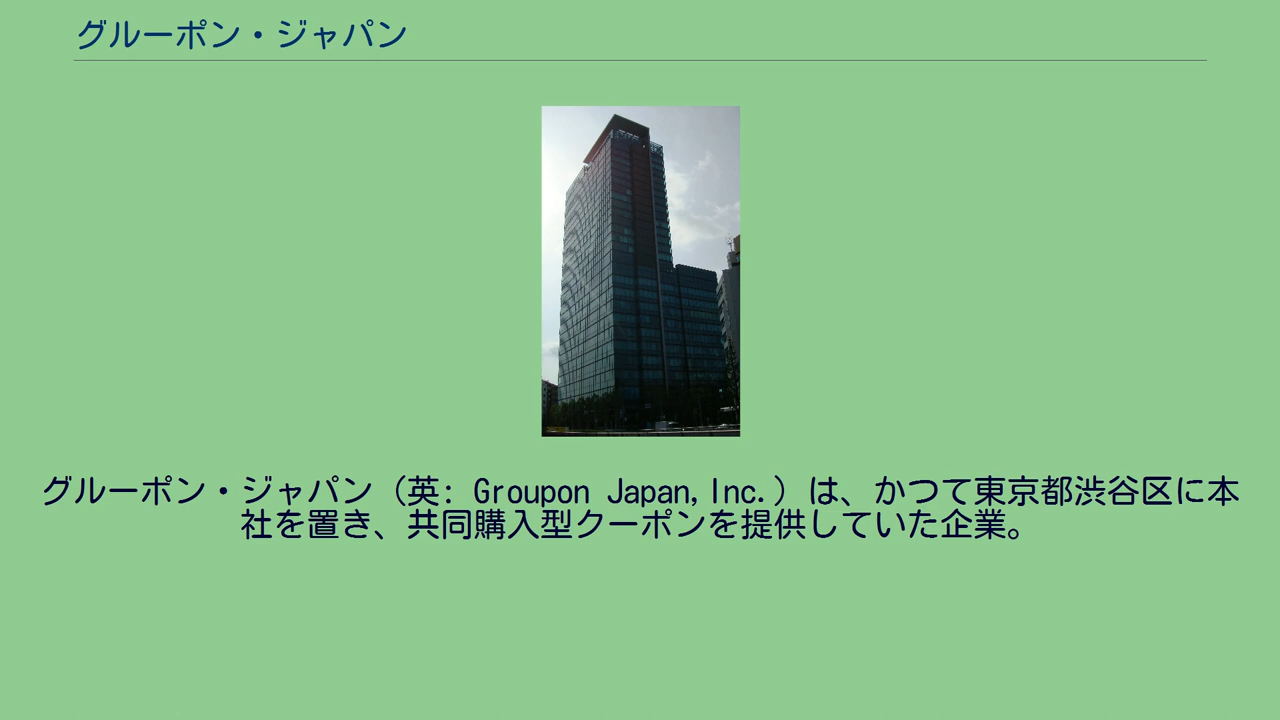 グルーポン・ジャパン
グルーポン・ジャパン（英: Groupon Japan,Inc.）は、かつて東京都渋谷区に本
社を置き、共同購入型クーポンを提供していた企業。